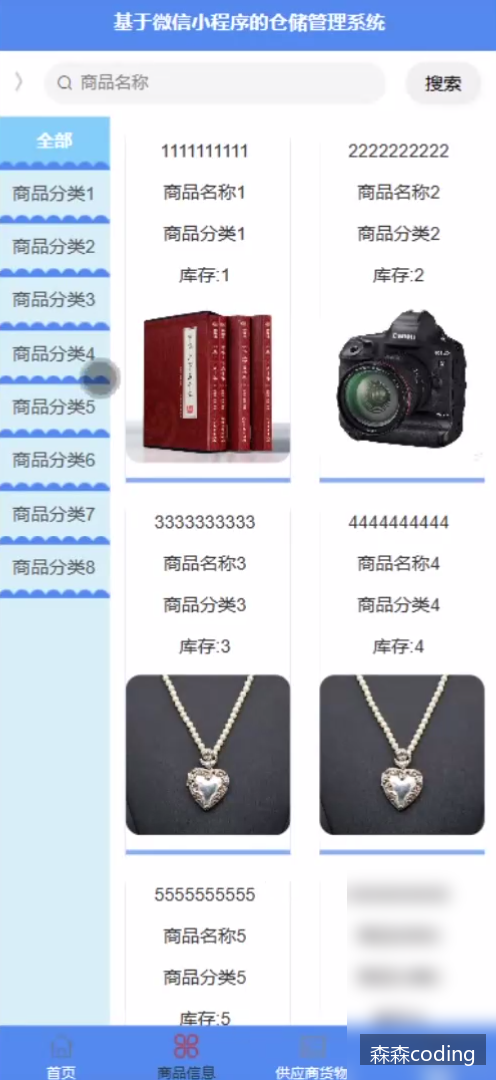 基于微信小程序的仓储管理系统
商品名称
搜索
全部
商品分类1
商品分类2
商品分类3
商品分类4
商品分类5
商品分类6
商品分类7
商品分类8
1111111111
商品名称1
商品分类1
库存:1
2222222222
商品名称2
商品分类2
库存:2
Canon
3333333333
商品名称3
商品分类3
库存:3
4444444444
商品名称4
商品分类4
库存:4
5555555555
商品名称5
商品分类5
库存:5
首页
商品信息
供应商货物
森森coding